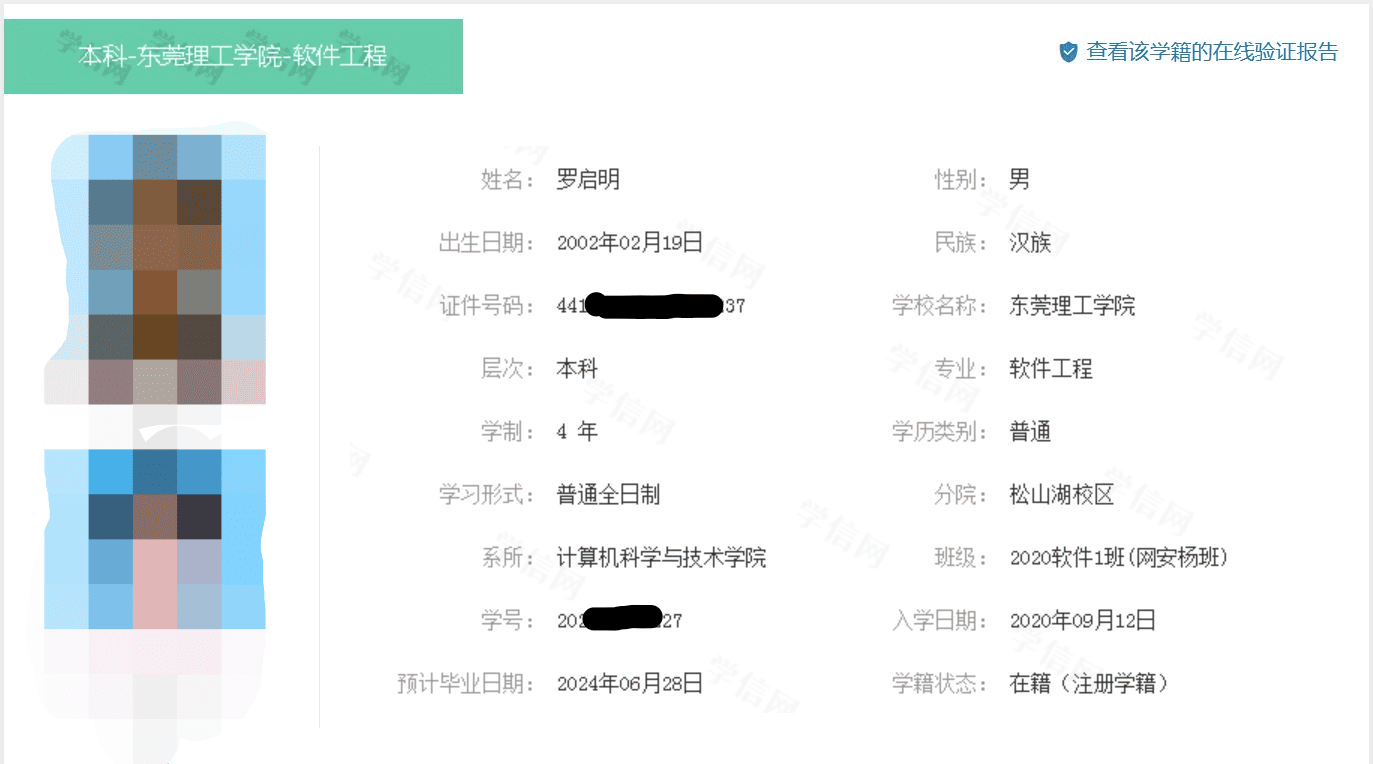 本科-东莞理工学院-软件工程
查看该学籍的在线验证报告
姓名： 罗启明 性别： 男
出生日期： 2002年02月19日 民族： 汉族
证件号码： 441 37 学校名称： 东莞理工学院
层次： 本科 专业： 软件工程
学制： 4 年 学历类别： 普通
学习形式： 普通全日制 分院： 松山湖校区
系所： 计算机科学与技术学院 班级： 2020软件1班(网安杨班)
学号： 202 27 入学日期： 2020年09月12日
预计毕业日期： 2024年06月28日 学籍状态： 在籍（注册学籍）
学信网